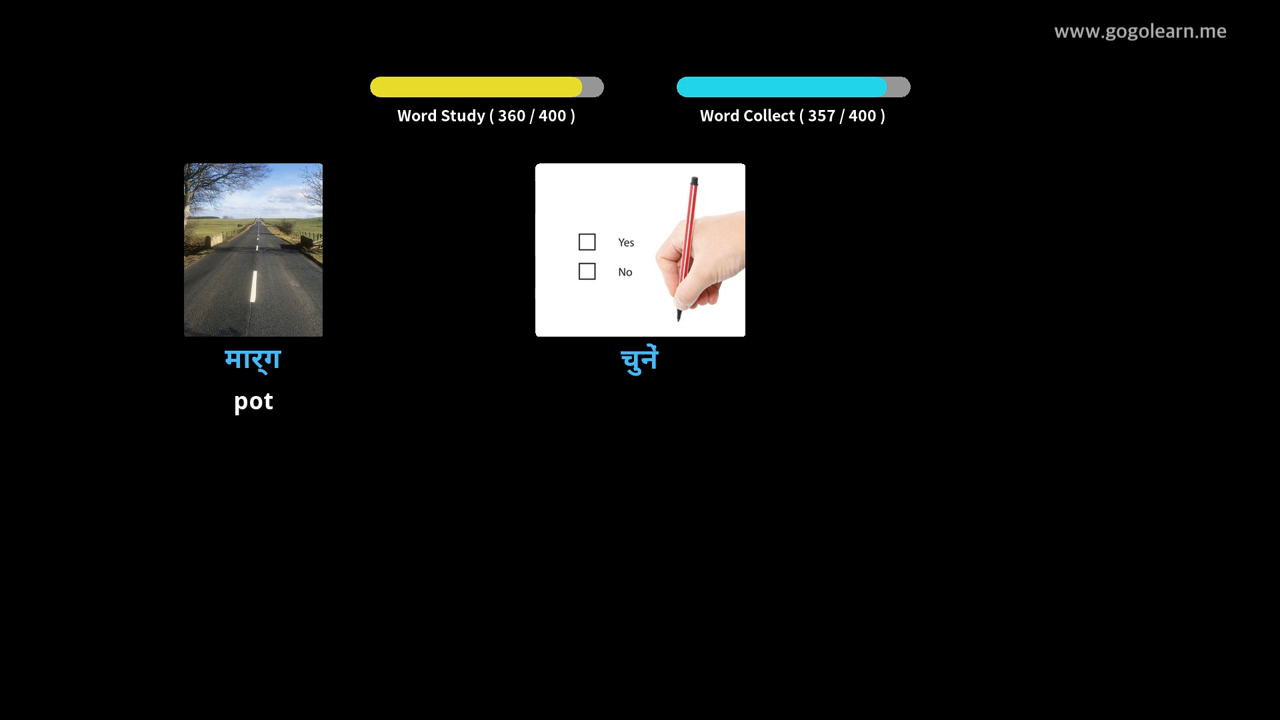 www.gogolearn.me
Word Study ( 360 / 400 )
Word Collect ( 357 / 400 )
Yes
No
मार्ग
चुनें
pot